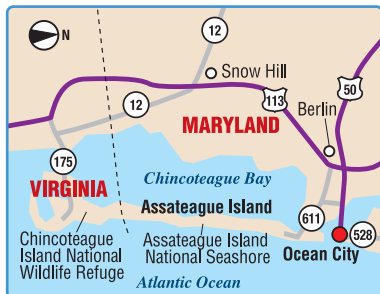 N
12
Snow Hill
50
113
12
Berlin
MARYLAND
175
VIRGINIA
Chincoteague Bay
Assateague Island
611
528
Chincoteague
Island National
Wildlife Refuge
Assateague Island
National Seashore
Ocean City
Atlantic Ocean